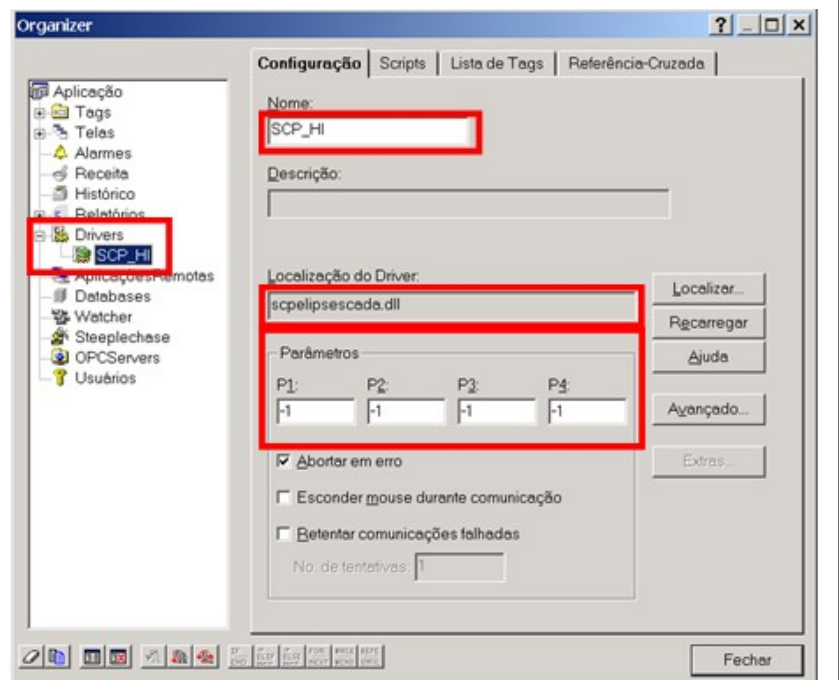 Organizer
Aplicação
Tags
Telas
Alarmes
Receita
Histórico
Relatórios
Drivers
SCP_HI
AplicaçõesRemotas
Databases
Watcher
Steeplechase
OPCServers
Usuários
Configuração
Scripts
Lista de Tags
Referência-Cruzada
Nome:
SCP_HI
Descrição:
Localização do Driver:
scpelipsescada.dll
Localizar...
Recarregar
Ajuda
Avançado...
Extras...
Parâmetros
P1: P2: P3: P4:
-1 -1 -1 -1
Abortar em erro
Esconder mouse durante comunicação
Retentar comunicações falhadas
No. de tentativas: 1
Fechar